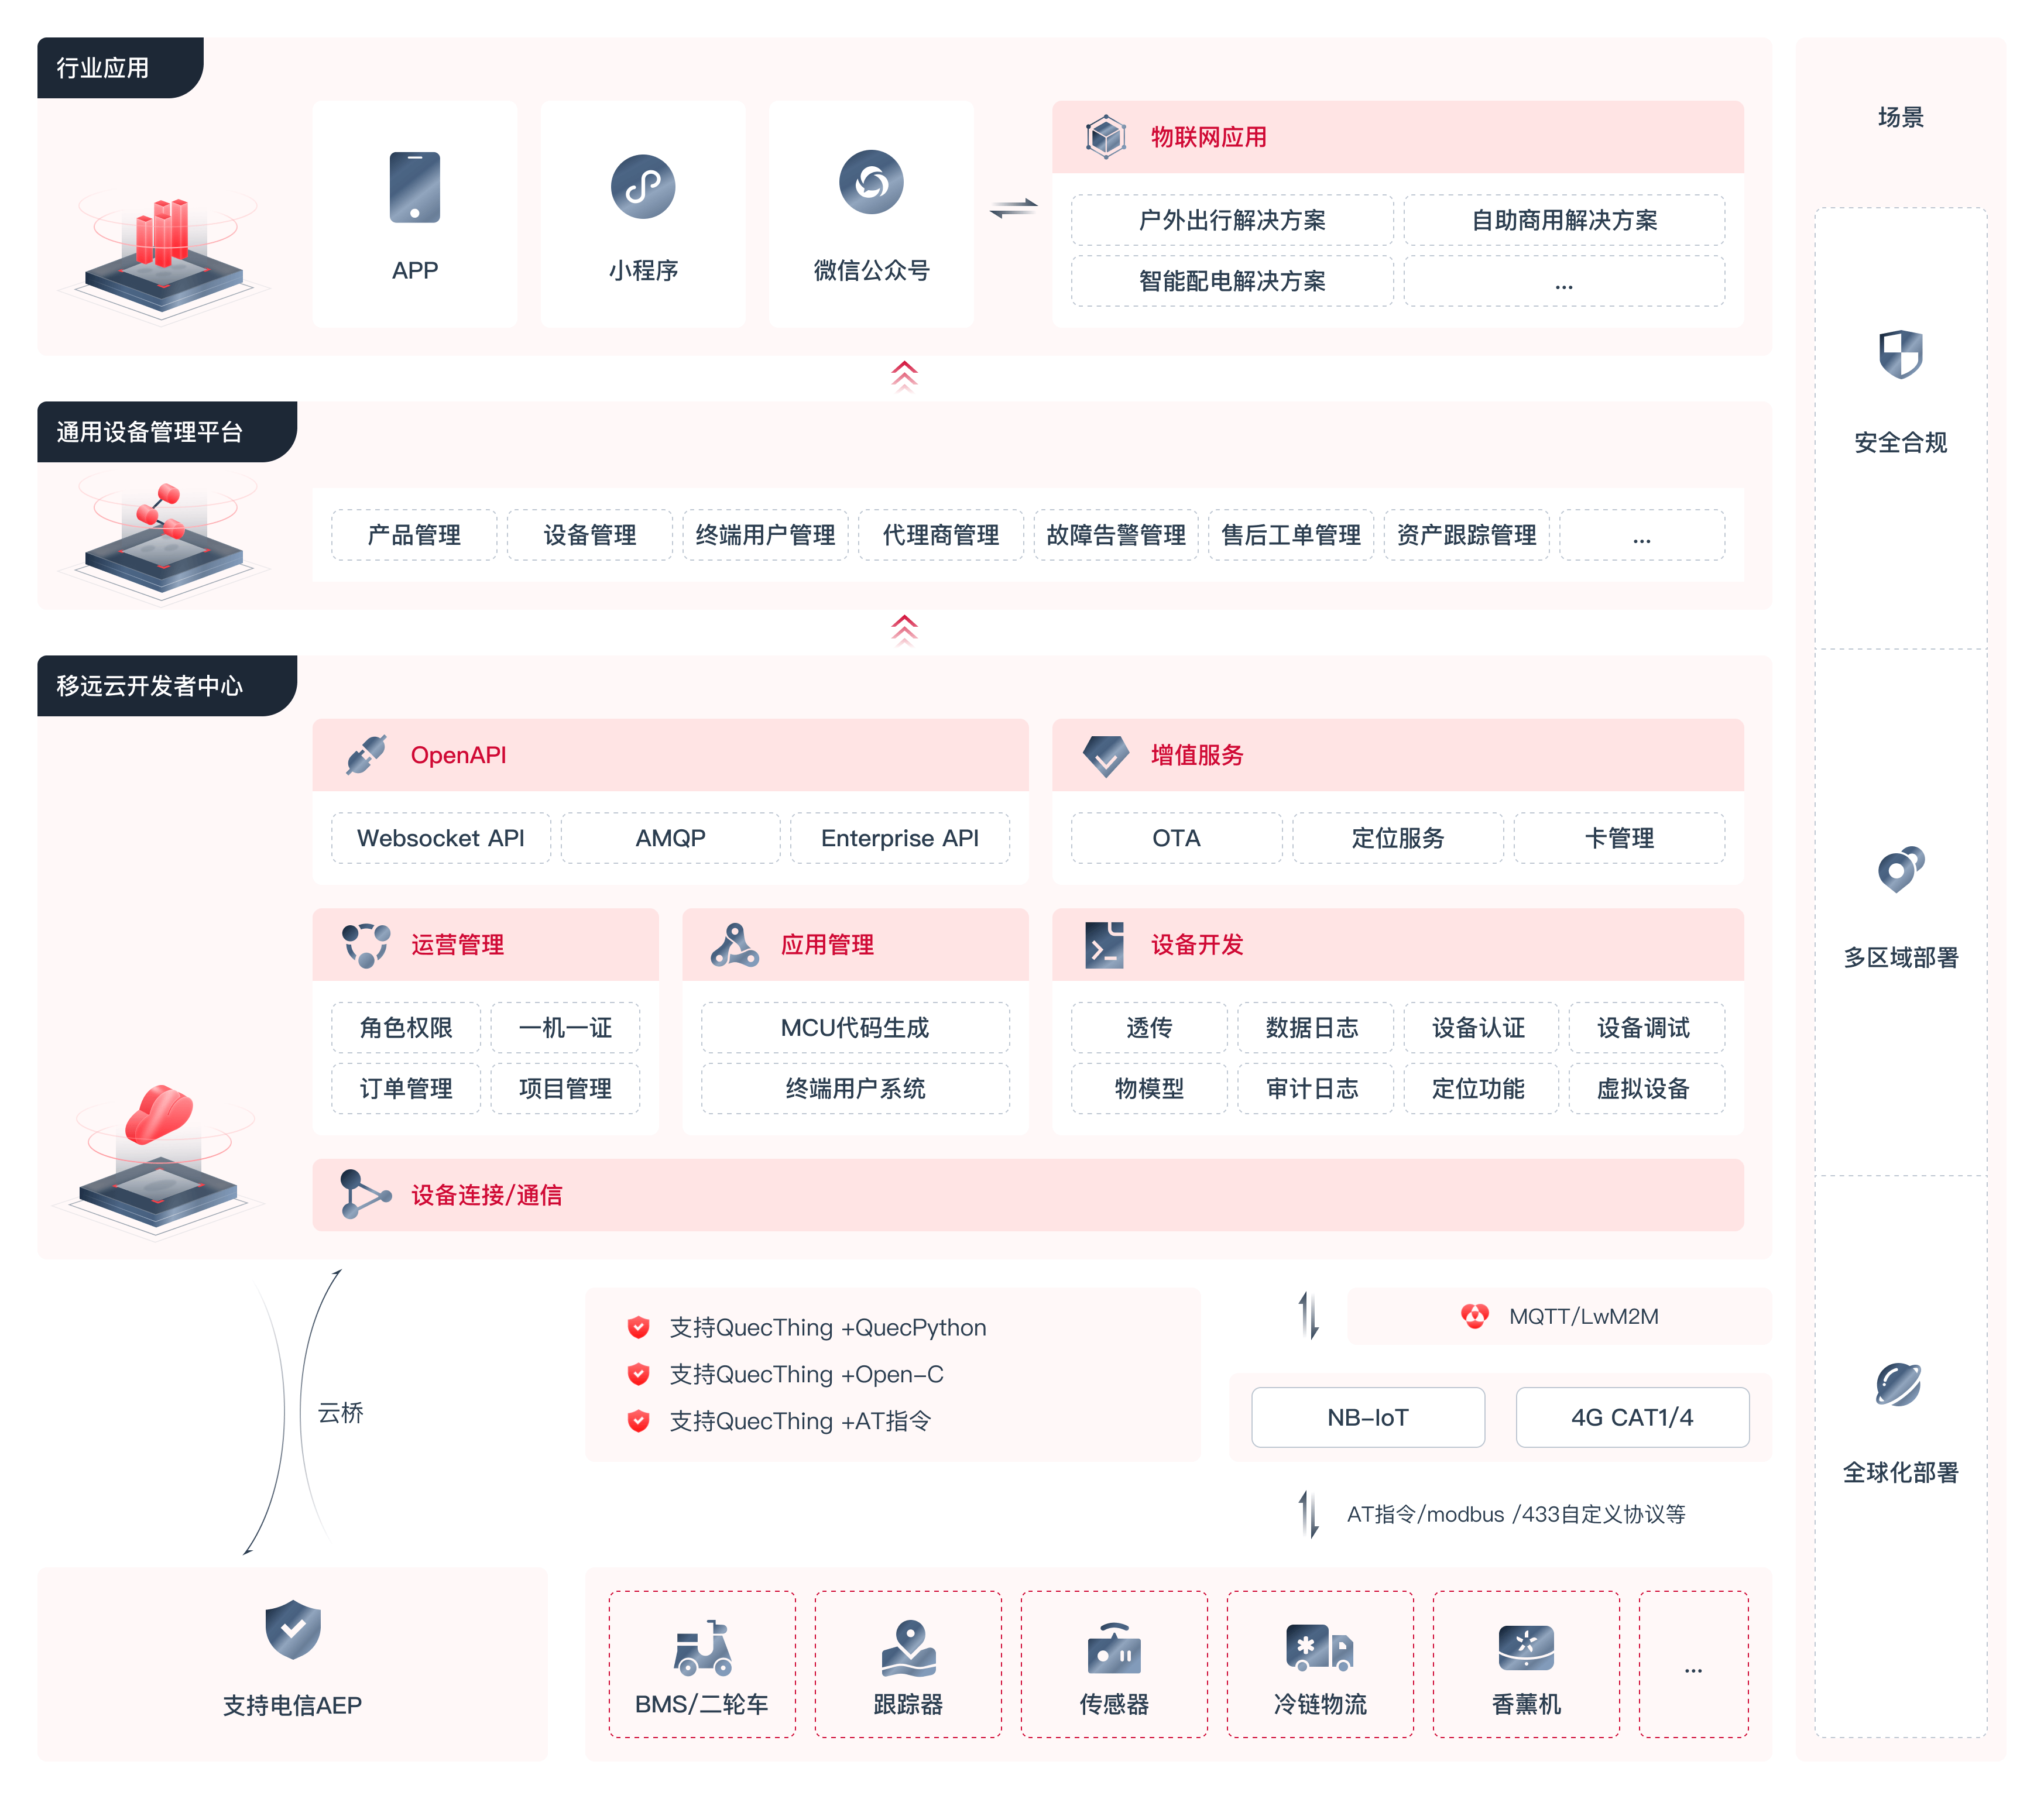 行业应用
APP
小程序
微信公众号
物联网应用
户外出行解决方案
自助商用解决方案
智能配电解决方案
...
通用设备管理平台
产品管理
设备管理
终端用户管理
代理商管理
故障告警管理
售后工单管理
资产跟踪管理
...
移远云开发者中心
OpenAPI
Websocket API
AMQP
Enterprise API
增值服务
OTA
定位服务
卡管理
运营管理
角色权限
一机一证
订单管理
项目管理
应用管理
MCU代码生成
终端用户系统
设备开发
透传
数据日志
设备认证
设备调试
物模型
审计日志
定位功能
虚拟设备
设备连接/通信
云桥
支持QuecThing +QuecPython
支持QuecThing +Open-C
支持QuecThing +AT指令
MQTT/LwM2M
NB-IoT
4G CAT1/4
AT指令/modbus /433自定义协议等
支持电信AEP
BMS/二轮车
跟踪器
传感器
冷链物流
香薰机
...
场景
安全合规
多区域部署
全球化部署